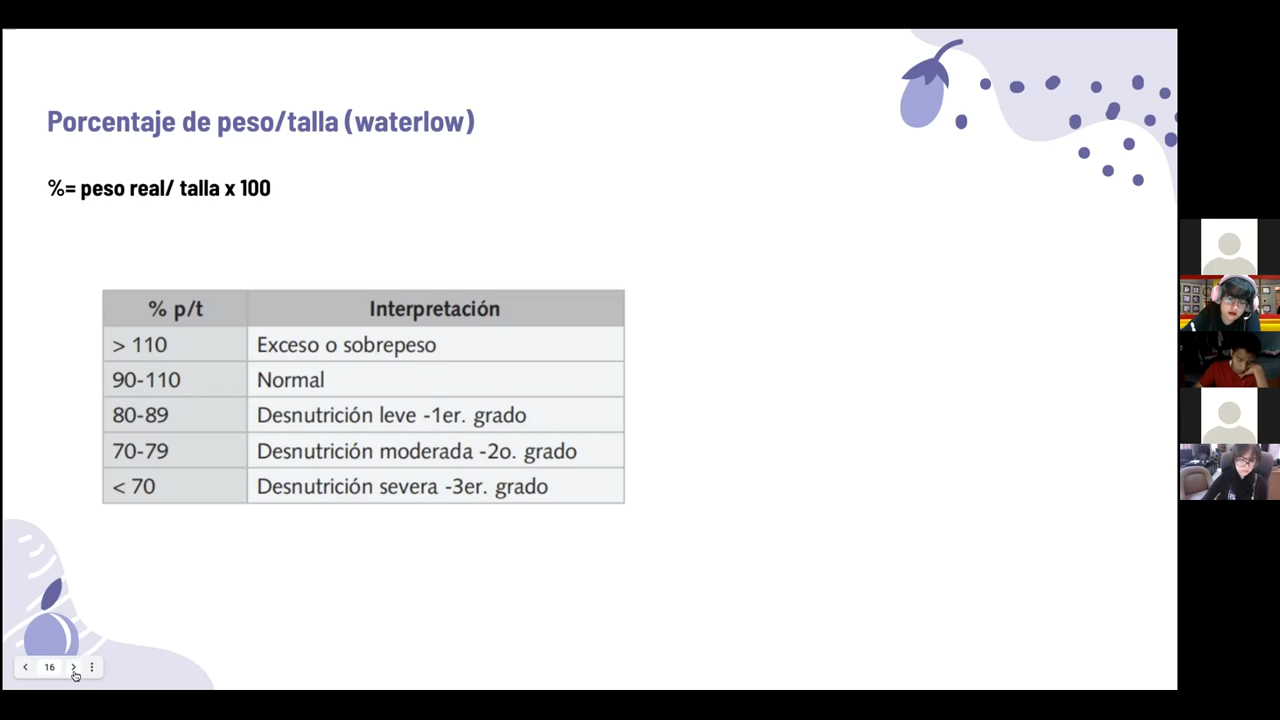 Porcentaje de peso/talla (waterlow)
%= peso real/ talla x 100
% p/t Interpretación
> 110 Exceso o sobrepeso
90-110 Normal
80-89 Desnutrición leve -1er. grado
70-79 Desnutrición moderada -2o. grado
< 70 Desnutrición severa -3er. grado
16